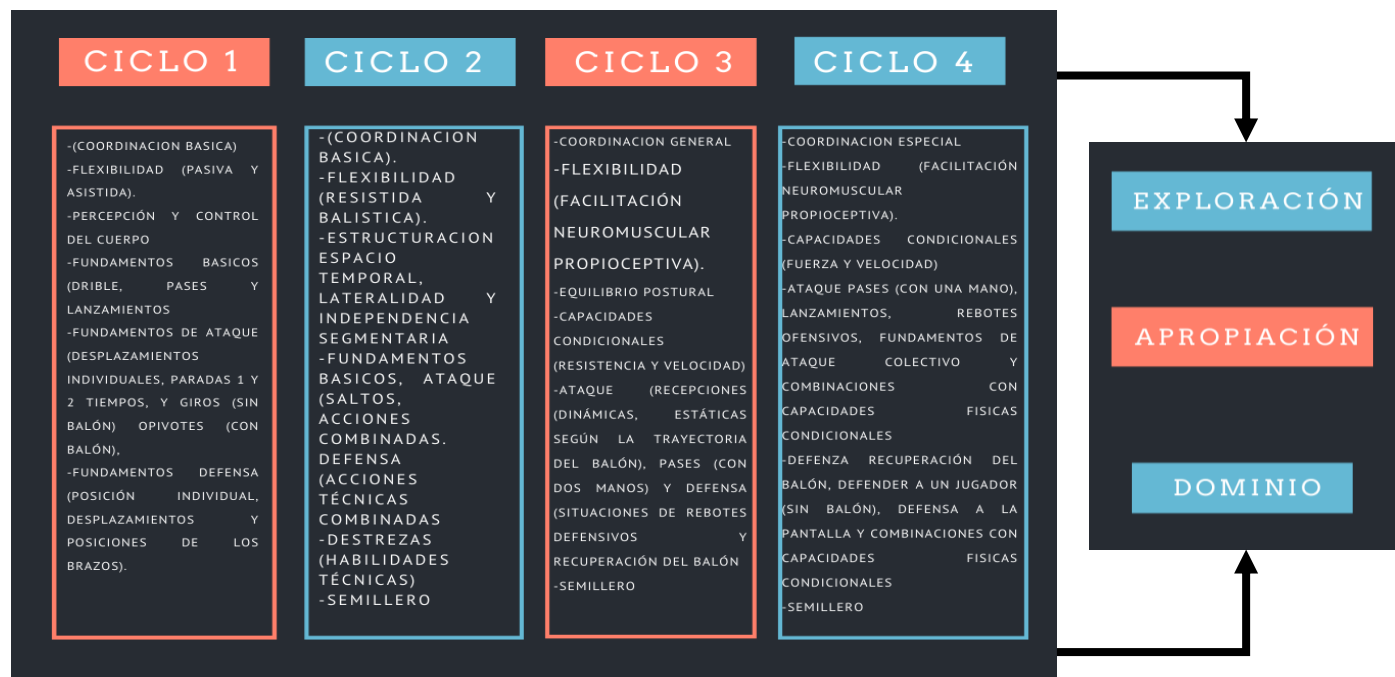 CICLO 1
-(COORDINACION BASICA)
-FLEXIBILIDAD (PASIVA Y
ASISTIDA).
-PERCEPCIÓN Y CONTROL
DEL CUERPO
-FUNDAMENTOS BASICOS
(DRIBLE, PASES Y
LANZAMIENTOS
-FUNDAMENTOS DE ATAQUE
(DESPLAZAMIENTOS
INDIVIDUALES, PARADAS 1 Y
2 TIEMPOS, Y GIROS (SIN
BALÓN) OPIVOTES (CON
BALÓN),
-FUNDAMENTOS DEFENSA
(POSICIÓN INDIVIDUAL,
DESPLAZAMIENTOS Y
POSICIONES DE LOS
BRAZOS).
CICLO 2
-(COORDINACION
BASICA).
-FLEXIBILIDAD
(RESISTIDA Y
BALISTICA).
-ESTRUCTURACION
ESPACIO
TEMPORAL,
LATERALIDAD Y
INDEPENDENCIA
SEGMENTARIA
-FUNDAMENTOS
BASICOS, ATAQUE
(SALTOS,
ACCIONES
COMBINADAS.
DEFENSA
(ACCIONES
TÉCNICAS
COMBINADAS
-DESTREZAS
(HABILIDADES
TÉCNICAS)
-SEMILLERO
CICLO 3
-COORDINACION GENERAL
-FLEXIBILIDAD
(FACILITACIÓN
NEUROMUSCULAR
PROPIOCEPTIVA).
-EQUILIBRIO POSTURAL
-CAPACIDADES
CONDICIONALES
(RESISTENCIA Y VELOCIDAD)
-ATAQUE (RECEPCIONES
(DINÁMICAS, ESTÁTICAS
SEGÚN LA TRAYECTORIA
DEL BALÓN), PASES (CON
DOS MANOS) Y DEFENSA
(SITUACIONES DE REBOTES
DEFENSIVOS Y
RECUPERACIÓN DEL BALÓN
-SEMILLERO
CICLO 4
-COORDINACION ESPECIAL
-FLEXIBILIDAD (FACILITACIÓN
NEUROMUSCULAR
PROPIOCEPTIVA).
-CAPACIDADES CONDICIONALES
(FUERZA Y VELOCIDAD)
-ATAQUE PASES (CON UNA MANO),
LANZAMIENTOS, REBOTES
OFENSIVOS, FUNDAMENTOS DE
ATAQUE COLECTIVO Y
COMBINACIONES CON
CAPACIDADES FISICAS
CONDICIONALES
-DEFENZA RECUPERACIÓN DEL
BALÓN, DEFENDER A UN JUGADOR
(SIN BALÓN), DEFENSA A LA
PANTALLA Y COMBINACIONES CON
CAPACIDADES FISICAS
CONDICIONALES
-SEMILLERO
EXPLORACIÓN
APROPIACIÓN
DOMINIO